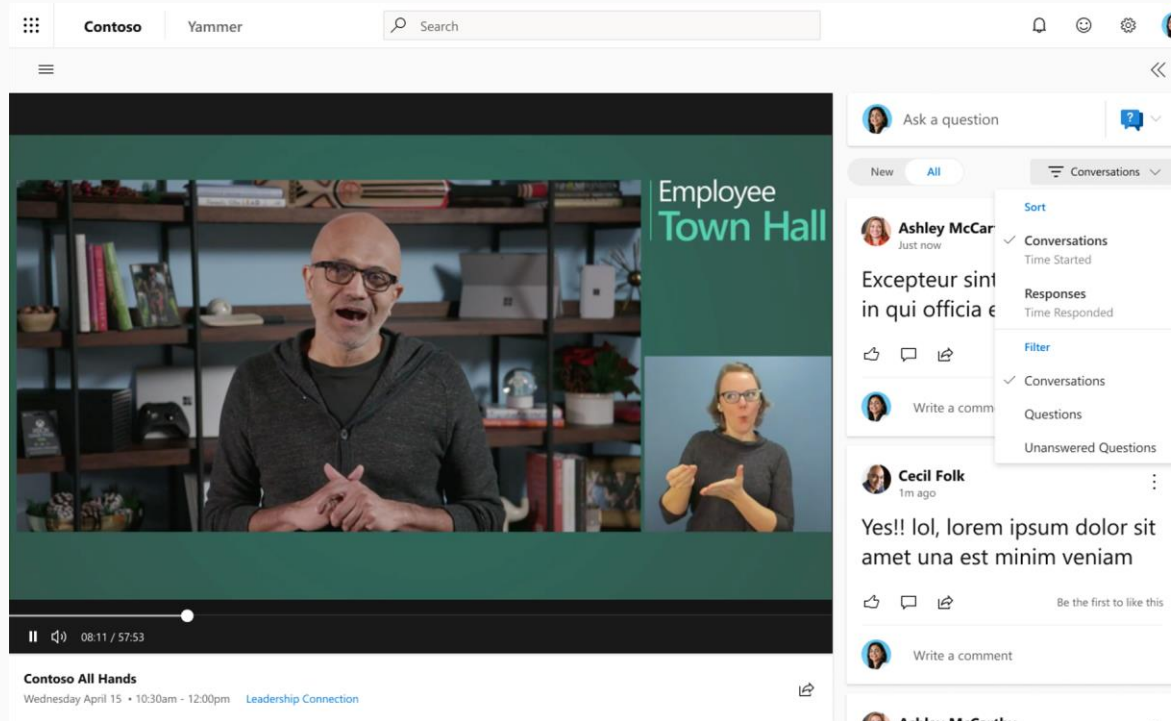 Contoso
Yammer
Search
Employee
Town Hall
08:11 / 57:53
Contoso All Hands
Wednesday April 15 • 10:30am - 12:00pm Leadership Connection
Ask a question
New All Conversations
Sort
Conversations
Time Started
Responses
Time Responded
Filter
Conversations
Questions
Unanswered Questions
Ashley McCar
Just now
Excepteur sint
in qui officia e
Write a comm
Cecil Folk
1m ago
Yes!! lol, lorem ipsum dolor sit
amet una est minim veniam
Be the first to like this
Write a comment